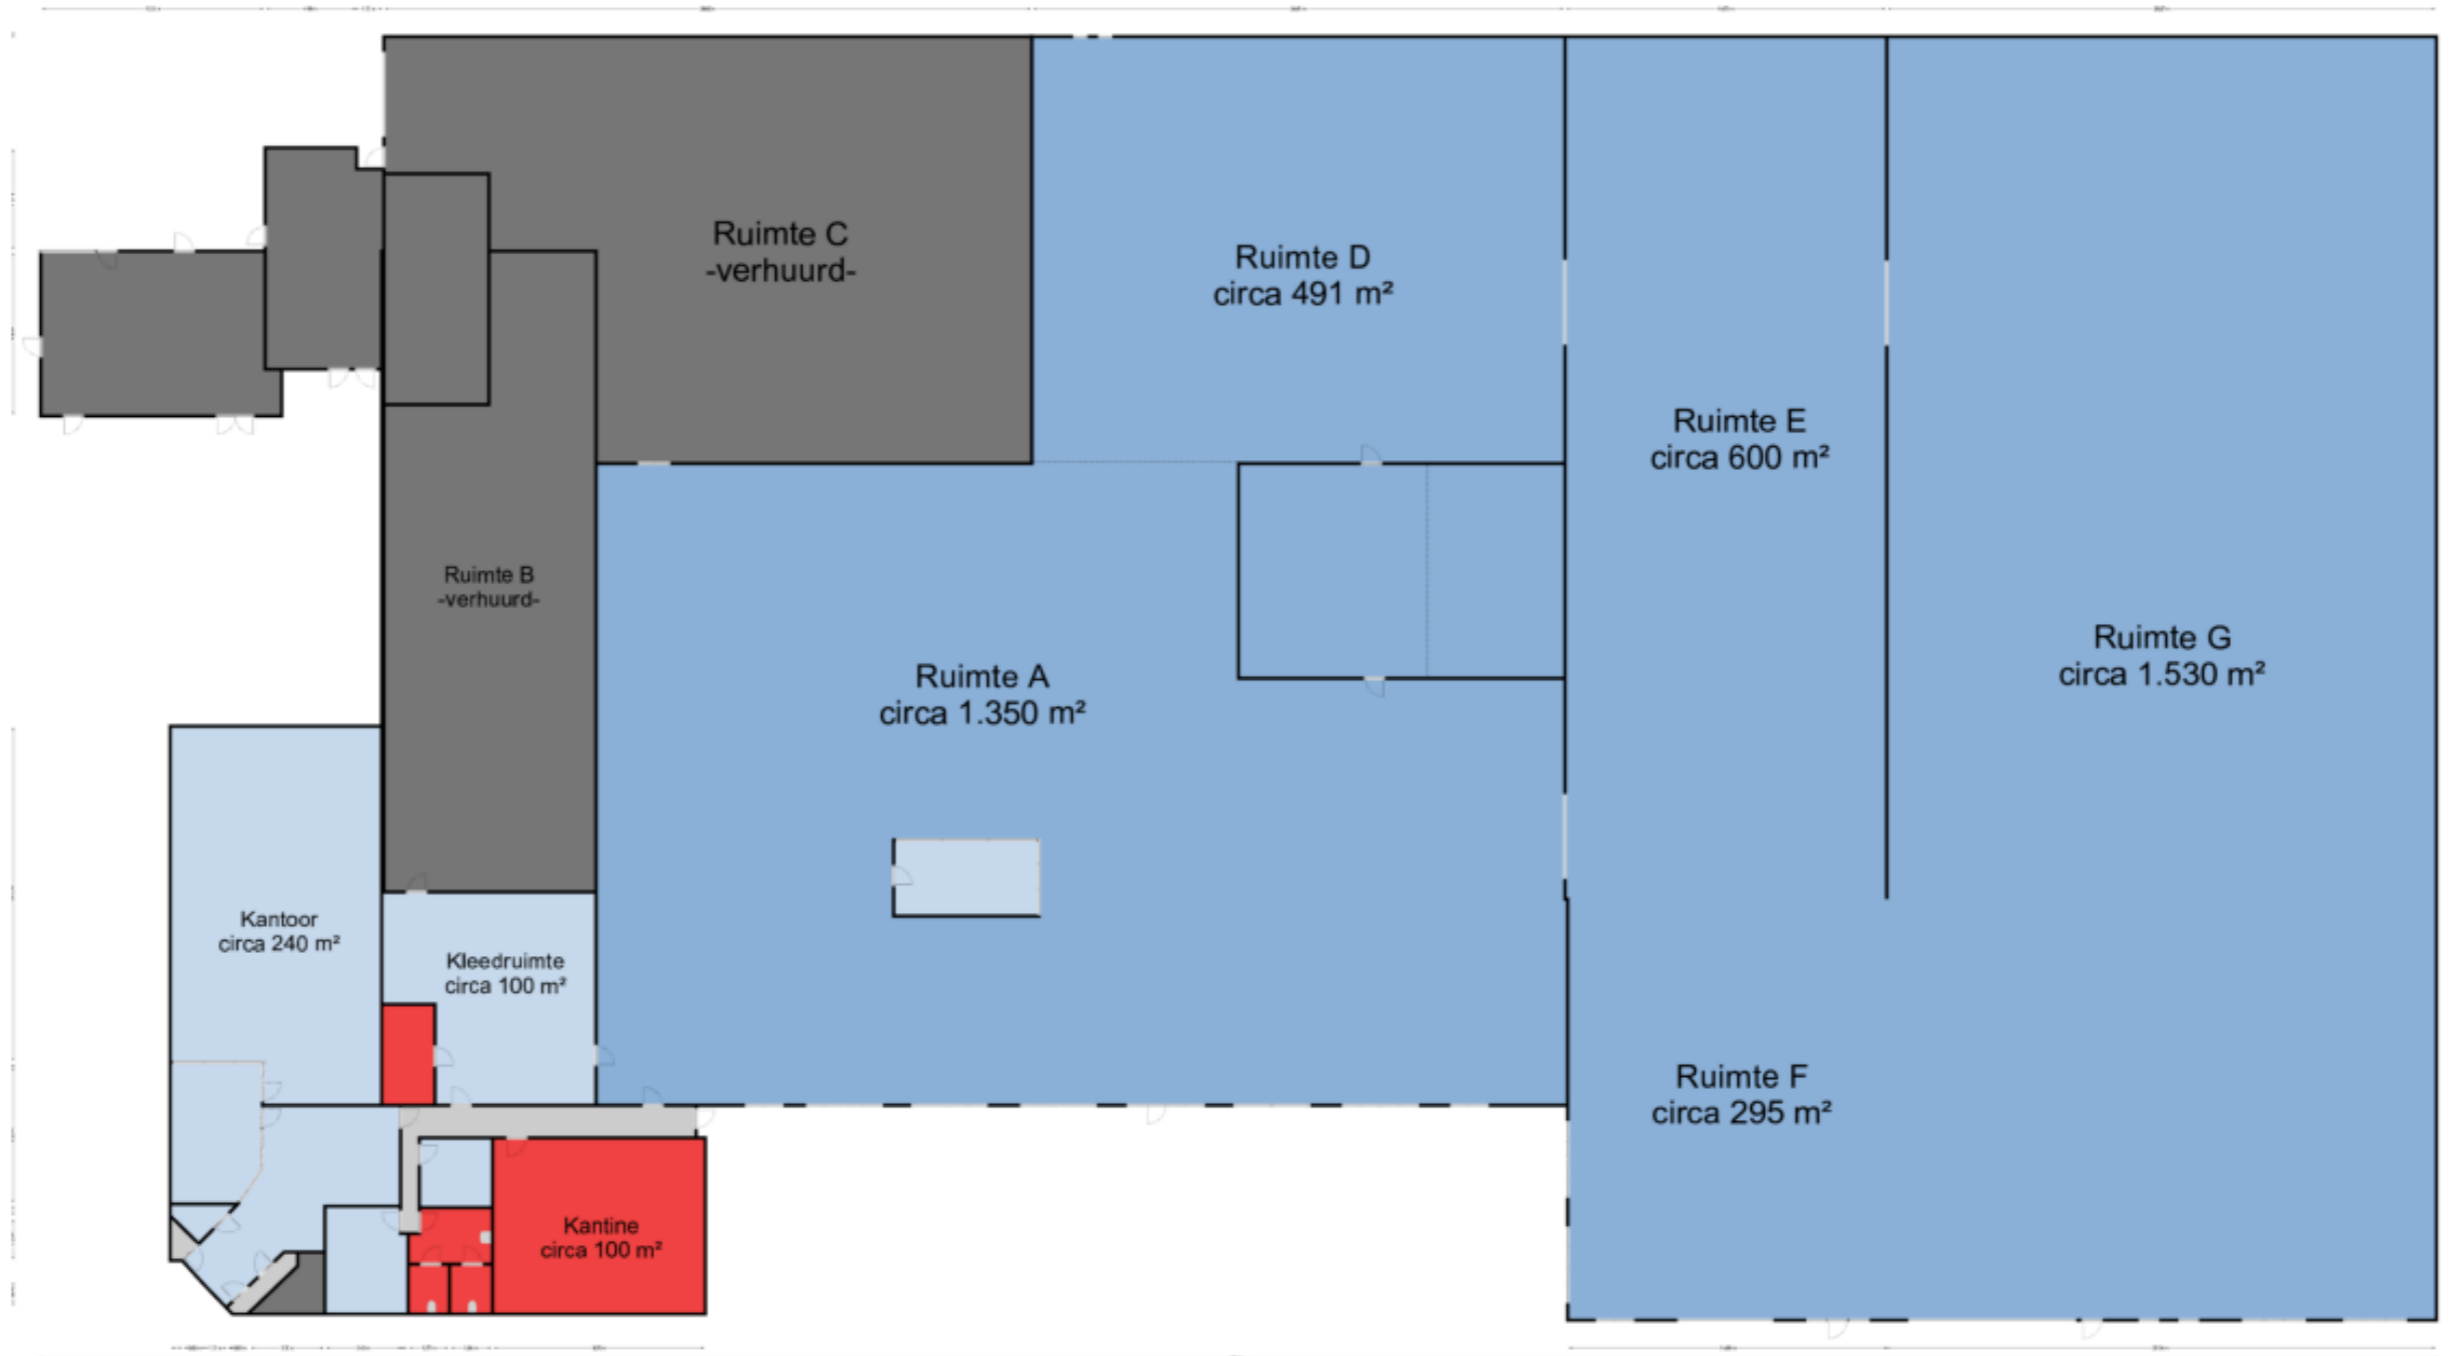 Ruimte C
-verhuurd-
Ruimte D
circa 491 m²
Ruimte E
circa 600 m²
Ruimte B
-verhuurd-
Ruimte A
circa 1.350 m²
Ruimte G
circa 1.530 m²
Kantoor
circa 240 m²
Kleedruimte
circa 100 m²
Ruimte F
circa 295 m²
Kantine
circa 100 m²